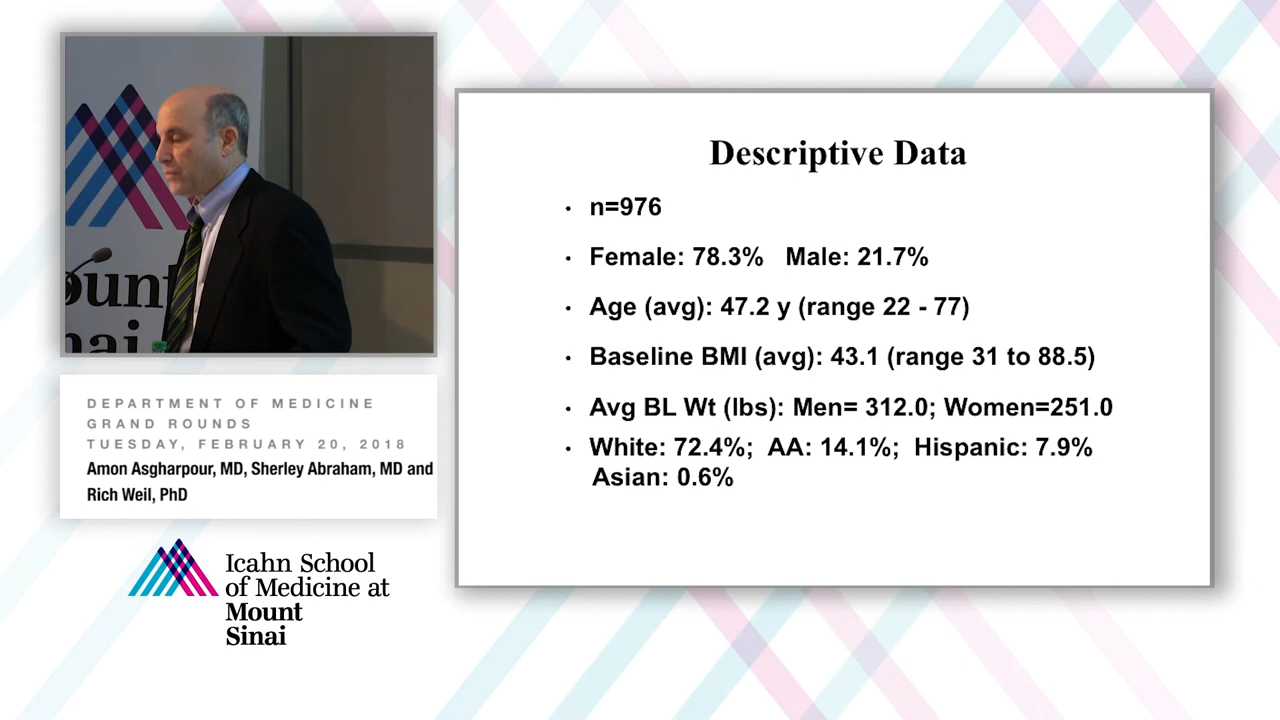 ount
inai
DEPARTMENT OF MEDICINE
GRAND ROUNDS
TUESDAY, FEBRUARY 20, 2018
Amon Asgharpour, MD, Sherley Abraham, MD and
Rich Weil, PhD
Icahn School
of Medicine at
Mount
Sinai
Descriptive Data
• n=976
• Female: 78.3% Male: 21.7%
• Age (avg): 47.2 y (range 22 - 77)
• Baseline BMI (avg): 43.1 (range 31 to 88.5)
• Avg BL Wt (lbs): Men= 312.0; Women=251.0
• White: 72.4%; AA: 14.1%; Hispanic: 7.9%
Asian: 0.6%